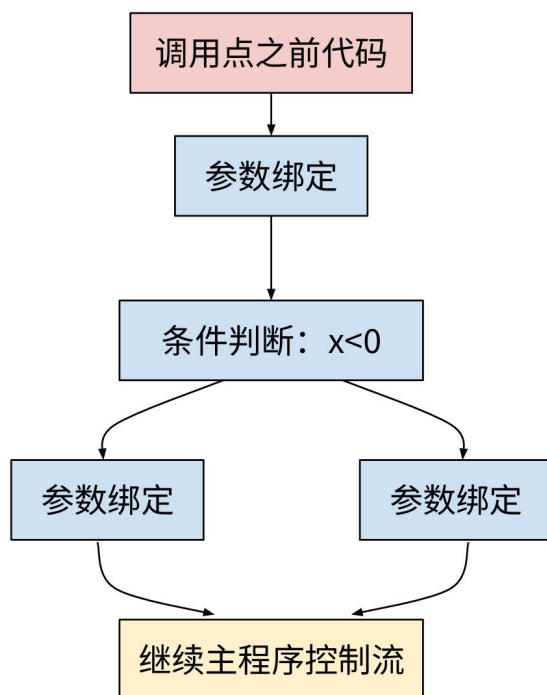 调用点之前代码
参数绑定
条件判断：x<0
参数绑定
参数绑定
继续主程序控制流